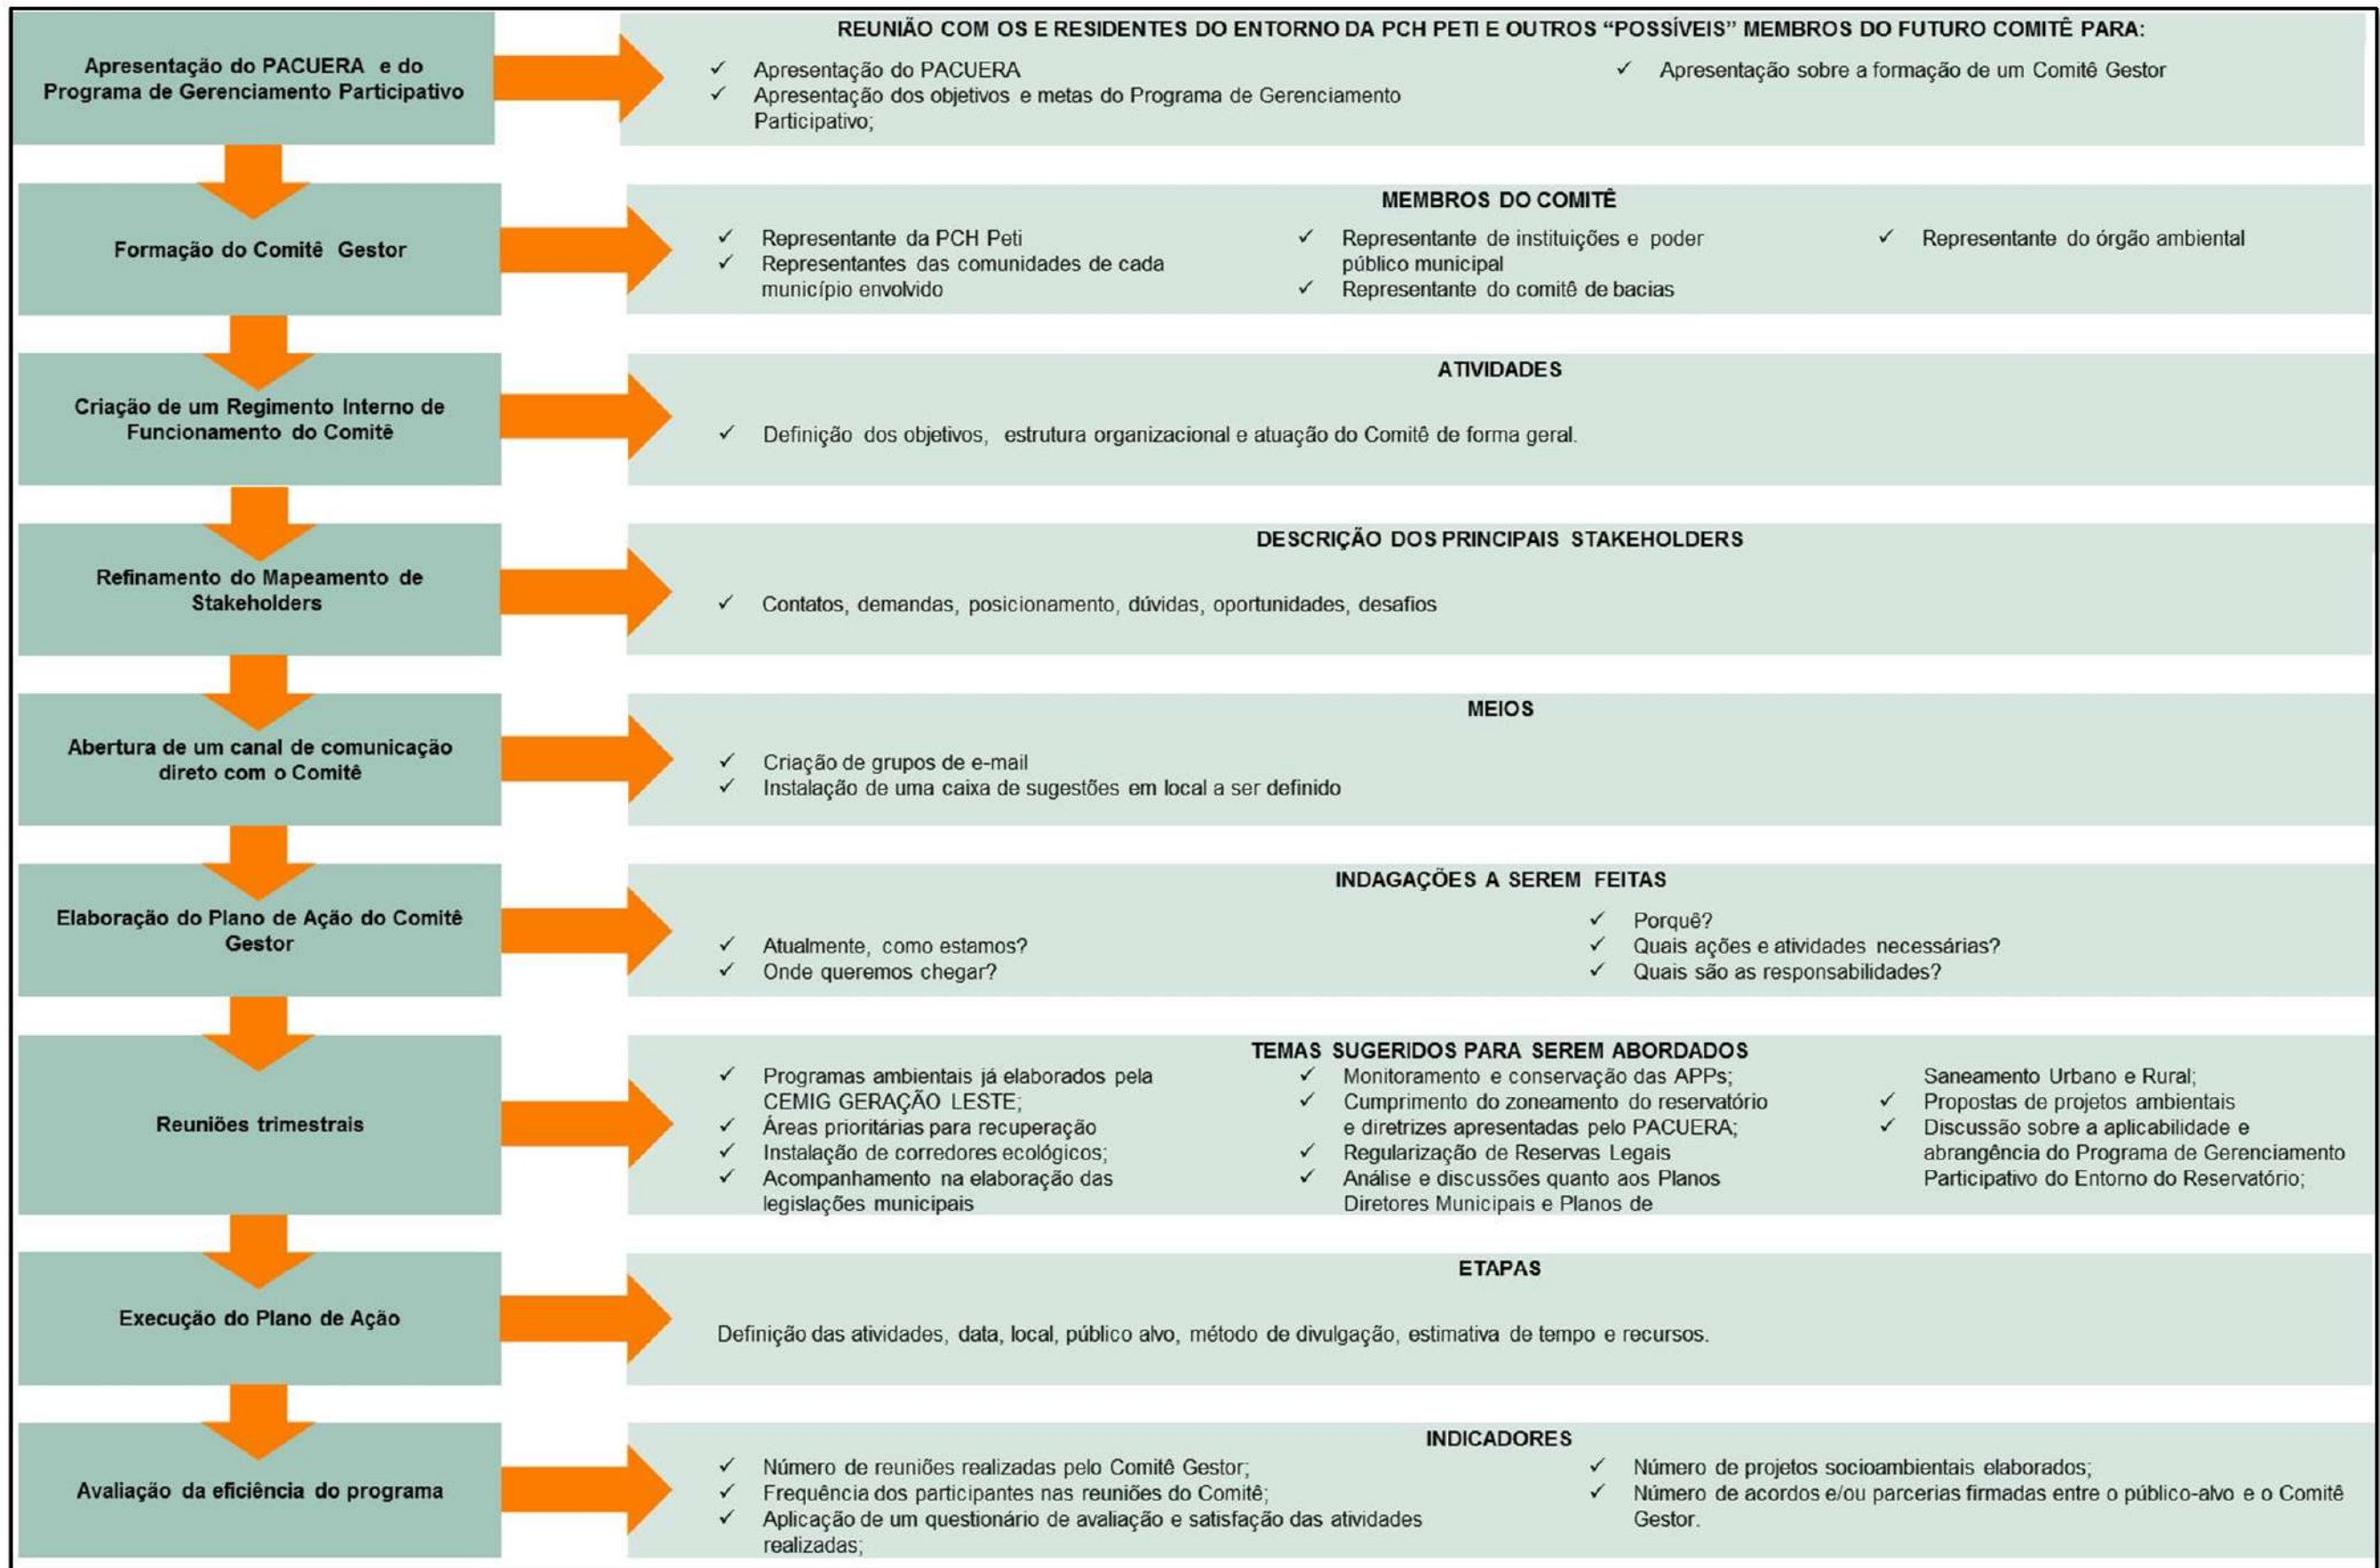 Apresentação do PACUERA e do
Programa de Gerenciamento Participativo
REUNIÃO COM OS E RESIDENTES DO ENTORNO DA PCH PETI E OUTROS “POSSÍVEIS” MEMBROS DO FUTURO COMITÊ PARA:
✓ Apresentação do PACUERA
✓ Apresentação dos objetivos e metas do Programa de Gerenciamento
Participativo;
✓ Apresentação sobre a formação de um Comitê Gestor
Formação do Comitê Gestor
MEMBROS DO COMITÊ
✓ Representante da PCH Peti
✓ Representantes das comunidades de cada
município envolvido
✓ Representante de instituições e poder
público municipal
✓ Representante do comitê de bacias
✓ Representante do órgão ambiental
Criação de um Regimento Interno de
Funcionamento do Comitê
ATIVIDADES
✓ Definição dos objetivos, estrutura organizacional e atuação do Comitê de forma geral.
Refinamento do Mapeamento de
Stakeholders
DESCRIÇÃO DOS PRINCIPAIS STAKEHOLDERS
✓ Contatos, demandas, posicionamento, dúvidas, oportunidades, desafios
Abertura de um canal de comunicação
direto com o Comitê
MEIOS
✓ Criação de grupos de e-mail
✓ Instalação de uma caixa de sugestões em local a ser definido
Elaboração do Plano de Ação do Comitê
Gestor
INDAGAÇÕES A SEREM FEITAS
✓ Atualmente, como estamos?
✓ Onde queremos chegar?
✓ Porquê?
✓ Quais ações e atividades necessárias?
✓ Quais são as responsabilidades?
Reuniões trimestrais
TEMAS SUGERIDOS PARA SEREM ABORDADOS
✓ Programas ambientais já elaborados pela
CEMIG GERAÇÃO LESTE;
✓ Áreas prioritárias para recuperação
✓ Instalação de corredores ecológicos;
✓ Acompanhamento na elaboração das
legislações municipais
✓ Monitoramento e conservação das APPs;
✓ Cumprimento do zoneamento do reservatório
e diretrizes apresentadas pelo PACUERA;
✓ Regularização de Reservas Legais
✓ Análise e discussões quanto aos Planos
Diretores Municipais e Planos de
Saneamento Urbano e Rural;
✓ Propostas de projetos ambientais
✓ Discussão sobre a aplicabilidade e
abrangência do Programa de Gerenciamento
Participativo do Entorno do Reservatório;
Execução do Plano de Ação
ETAPAS
Definição das atividades, data, local, público alvo, método de divulgação, estimativa de tempo e recursos.
Avaliação da eficiência do programa
INDICADORES
✓ Número de reuniões realizadas pelo Comitê Gestor;
✓ Frequência dos participantes nas reuniões do Comitê;
✓ Aplicação de um questionário de avaliação e satisfação das atividades
realizadas;
✓ Número de projetos socioambientais elaborados;
✓ Número de acordos e/ou parcerias firmadas entre o público-alvo e o Comitê
Gestor.